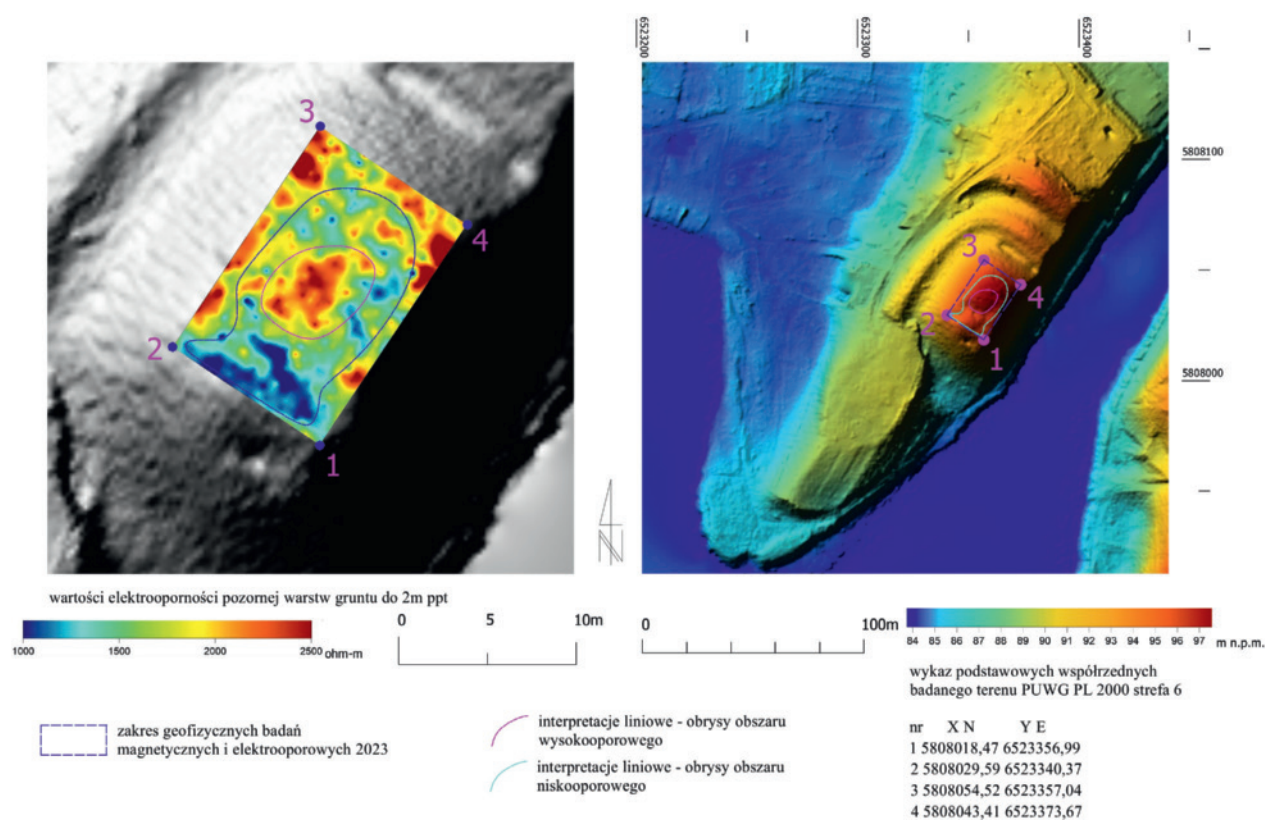 6523200
6523300
6523400
3
4
2
1
5808100
3
4
2
1
5808000
N
wartości elektrooporności pozornej warstw gruntu do 2m ppt
1000 1500 2000 2500 ohm-m
0 5 10m
0 100m
84 85 86 87 88 89 90 91 92 93 94 95 96 97 m n.p.m.
zakres geofizycznych badań
magnetycznych i elektrooporowych 2023
interpretacje liniowe - obrysy obszaru
wysokooporowego
interpretacje liniowe - obrysy obszaru
niskooporowego
wykaz podstawowych współrzednych
badanego terenu PUWG PL 2000 strefa 6
nr X N Y E
1 5808018,47 6523356,99
2 5808029,59 6523340,37
3 5808054,52 6523357,04
4 5808043,41 6523373,67